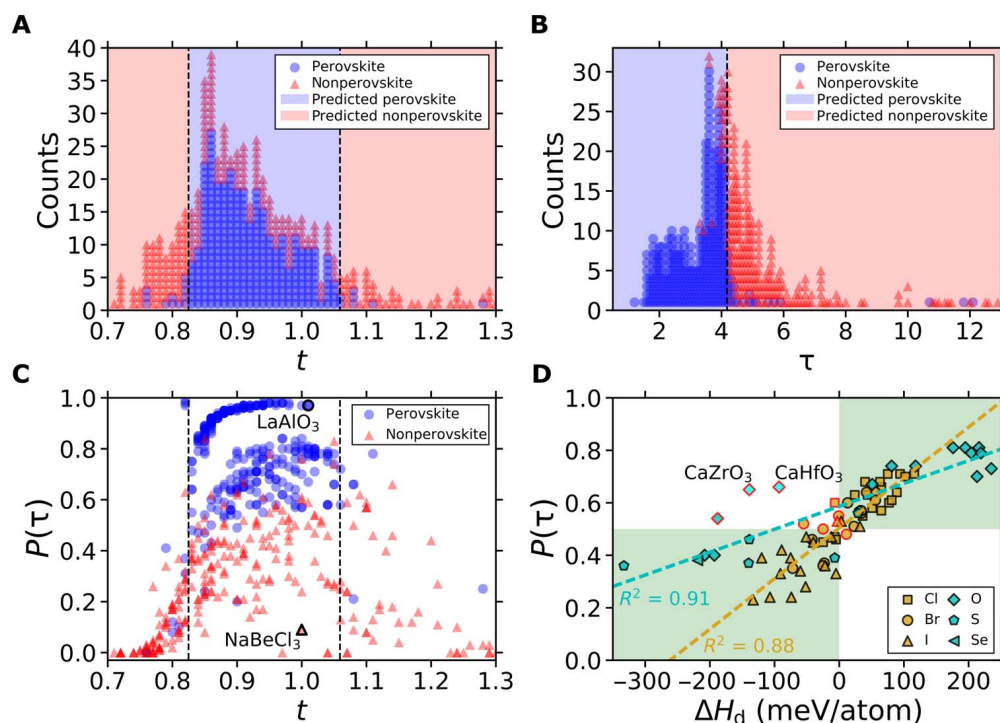 A
Counts
40
35
30
25
20
15
10
5
0
Perovskite
Nonperovskite
Predicted perovskite
Predicted nonperovskite
0.7 0.8 0.9 1.0 1.1 1.2 1.3
t
B
Counts
30
25
20
15
10
5
0
Perovskite
Nonperovskite
Predicted perovskite
Predicted nonperovskite
2 4 6 8 10 12
τ
C
P(τ)
1.0
0.8
0.6
0.4
0.2
0.0
LaAlO₃
Perovskite
Nonperovskite
NaBeCl₃
0.7 0.8 0.9 1.0 1.1 1.2 1.3
t
D
P(τ)
1.0
0.8
0.6
0.4
0.2
0.0
CaZrO₃ CaHfO₃
R² = 0.91
R² = 0.88
Cl O
Br S
I Se
−300 −200 −100 0 100 200
ΔH_d (meV/atom)